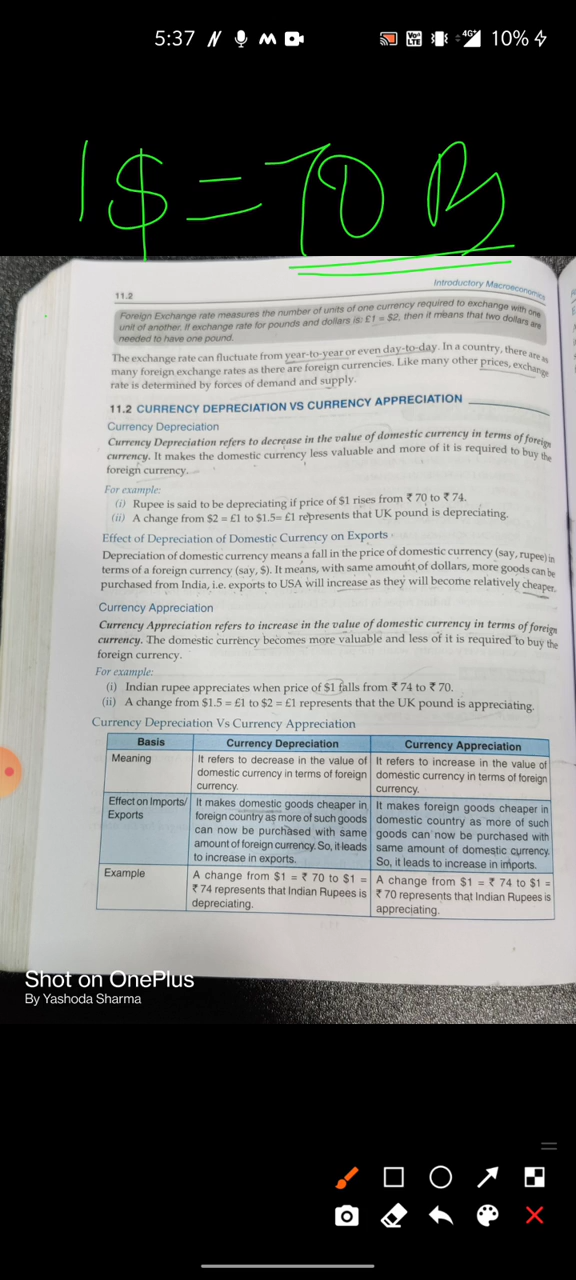 5:37
VoLTE 4G+ 10%
1 $ = 70 Rs
11.2
Introductory Macroeconomics
Foreign Exchange rate measures the number of units of one currency required to exchange with one
unit of another. If exchange rate for pounds and dollars is: £1 = $2, then it means that two dollars are
needed to have one pound.
The exchange rate can fluctuate from year-to-year or even day-to-day. In a country, there are as
many foreign exchange rates as there are foreign currencies. Like many other prices, exchange
rate is determined by forces of demand and supply.
11.2 CURRENCY DEPRECIATION VS CURRENCY APPRECIATION
Currency Depreciation
Currency Depreciation refers to decrease in the value of domestic currency in terms of foreign
currency. It makes the domestic currency less valuable and more of it is required to buy the
foreign currency.
For example:
(i) Rupee is said to be depreciating if price of $1 rises from ₹ 70 to ₹ 74.
(ii) A change from $2 = £1 to $1.5= £1 represents that UK pound is depreciating.
Effect of Depreciation of Domestic Currency on Exports
Depreciation of domestic currency means a fall in the price of domestic currency (say, rupee) in
terms of a foreign currency (say, $). It means, with same amount of dollars, more goods can be
purchased from India, i.e. exports to USA will increase as they will become relatively cheaper.
Currency Appreciation
Currency Appreciation refers to increase in the value of domestic currency in terms of foreign
currency. The domestic currency becomes more valuable and less of it is required to buy the
foreign currency.
For example:
(i) Indian rupee appreciates when price of $1 falls from ₹ 74 to ₹ 70.
(ii) A change from $1.5 = £1 to $2 = £1 represents that the UK pound is appreciating.
Currency Depreciation Vs Currency Appreciation
Basis
Currency Depreciation
Currency Appreciation
Meaning
It refers to decrease in the value of
domestic currency in terms of foreign
currency.
It refers to increase in the value of
domestic currency in terms of foreign
currency.
Effect on Imports/
Exports
It makes domestic goods cheaper in
foreign country as more of such goods
can now be purchased with same
amount of foreign currency. So, it leads
to increase in exports.
It makes foreign goods cheaper in
domestic country as more of such
goods can now be purchased with
same amount of domestic currency.
So, it leads to increase in imports.
Example
A change from $1 = ₹ 70 to $1 =
₹ 74 represents that Indian Rupees is
depreciating.
A change from $1 = ₹ 74 to $1 =
₹ 70 represents that Indian Rupees is
appreciating.
Shot on OnePlus
By Yashoda Sharma